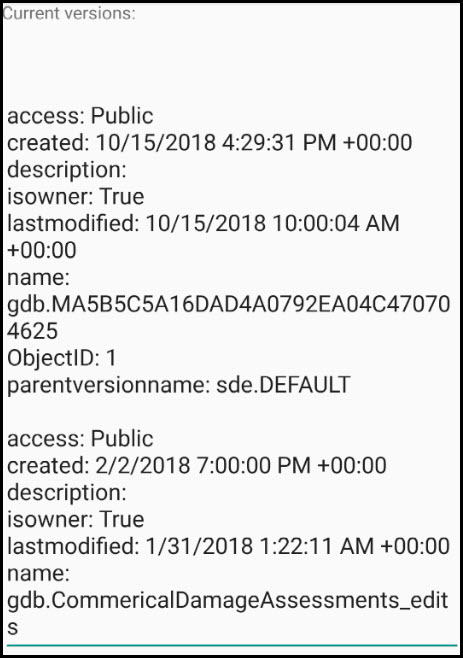 Current versions:
access: Public
created: 10/15/2018 4:29:31 PM +00:00
description:
isowner: True
lastmodified: 10/15/2018 10:00:04 AM
+00:00
name:
gdb.MA5B5C5A16DAD4A0792EA04C47070
4625
ObjectID: 1
parentversionname: sde.DEFAULT
access: Public
created: 2/2/2018 7:00:00 PM +00:00
description:
isowner: True
lastmodified: 1/31/2018 1:22:11 AM +00:00
name:
gdb.CommericalDamageAssessments_edit
s